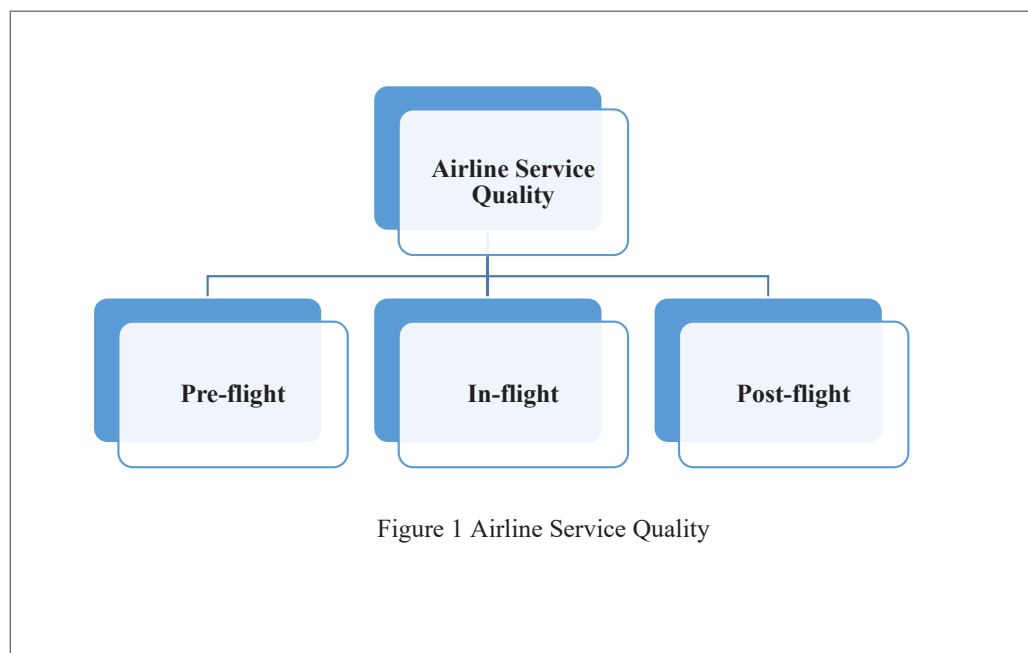 Airline Service
Quality
Pre-flight
In-flight
Post-flight
Figure 1 Airline Service Quality